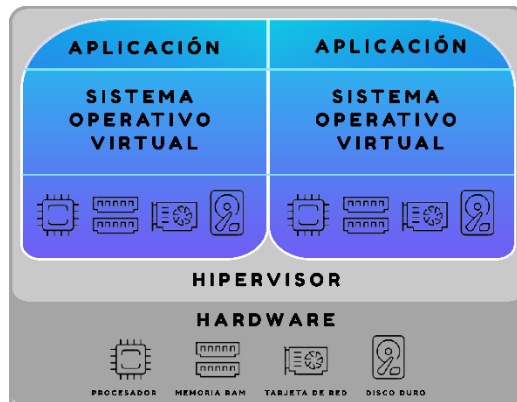 APLICACIÓN
SISTEMA
OPERATIVO
VIRTUAL
APLICACIÓN
SISTEMA
OPERATIVO
VIRTUAL
HIPERVISOR
HARDWARE
PROCESADOR MEMORIA RAM TARJETA DE RED DISCO DURO